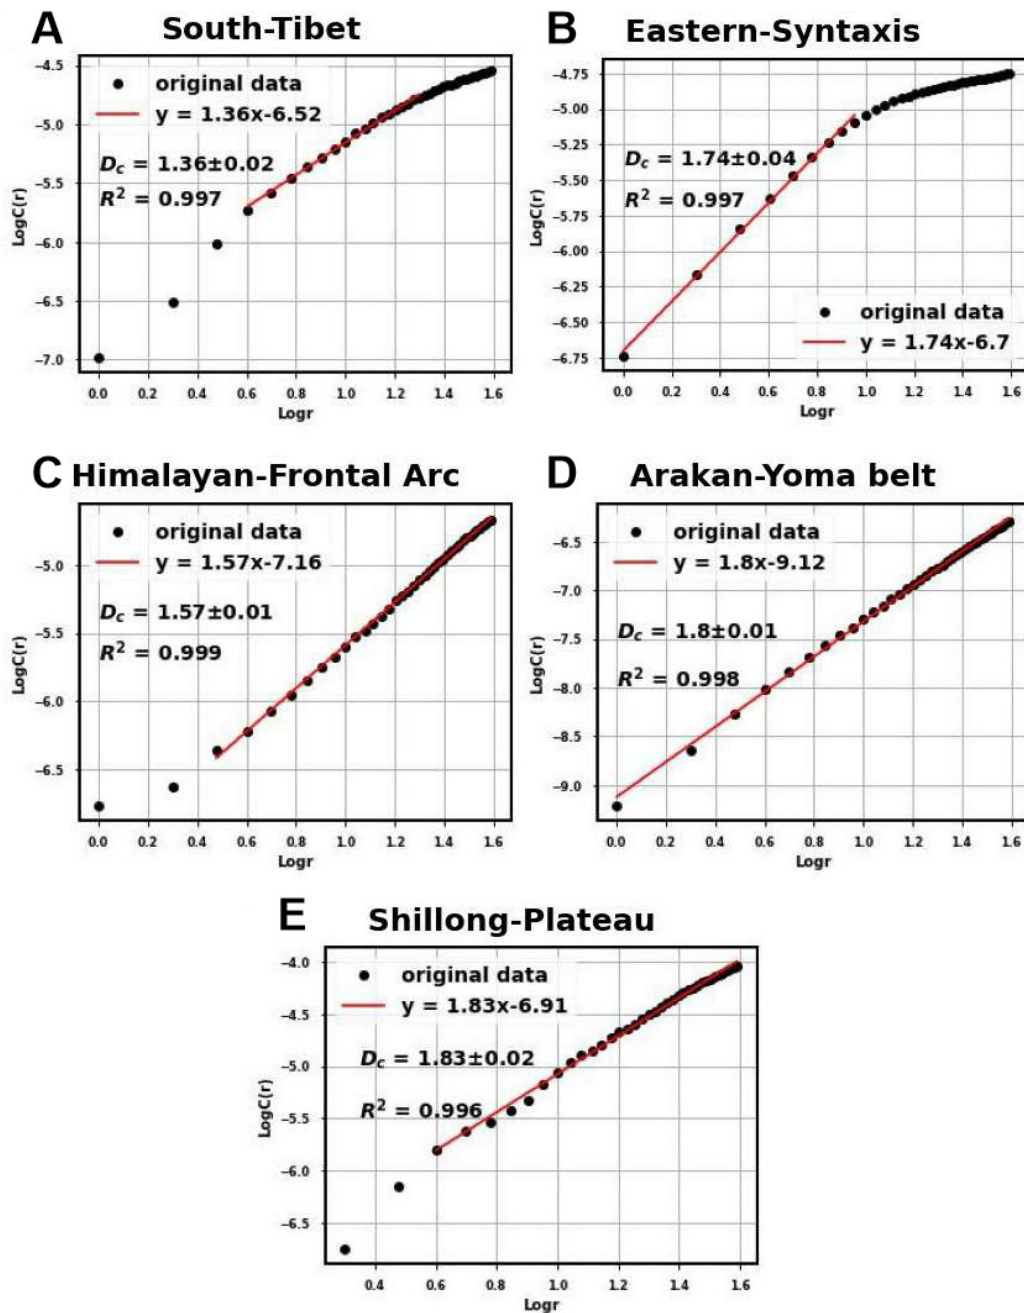 A South-Tibet
original data
y = 1.36x-6.52
Dc = 1.36±0.02
R² = 0.997
LogC(r)
−4.5
−5.0
−5.5
−6.0
−6.5
−7.0
0.0 0.2 0.4 0.6 0.8 1.0 1.2 1.4 1.6
Logr
B Eastern-Syntaxis
Dc = 1.74±0.04
R² = 0.997
original data
y = 1.74x-6.7
LogC(r)
−4.75
−5.00
−5.25
−5.50
−5.75
−6.00
−6.25
−6.50
−6.75
0.0 0.2 0.4 0.6 0.8 1.0 1.2 1.4 1.6
Logr
C Himalayan-Frontal Arc
original data
y = 1.57x-7.16
Dc = 1.57±0.01
R² = 0.999
LogC(r)
−5.0
−5.5
−6.0
−6.5
0.0 0.2 0.4 0.6 0.8 1.0 1.2 1.4 1.6
Logr
D Arakan-Yoma belt
original data
y = 1.8x-9.12
Dc = 1.8±0.01
R² = 0.998
LogC(r)
−6.5
−7.0
−7.5
−8.0
−8.5
−9.0
0.0 0.2 0.4 0.6 0.8 1.0 1.2 1.4 1.6
Logr
E Shillong-Plateau
original data
y = 1.83x-6.91
Dc = 1.83±0.02
R² = 0.996
LogC(r)
−4.0
−4.5
−5.0
−5.5
−6.0
−6.5
0.4 0.6 0.8 1.0 1.2 1.4 1.6
Logr